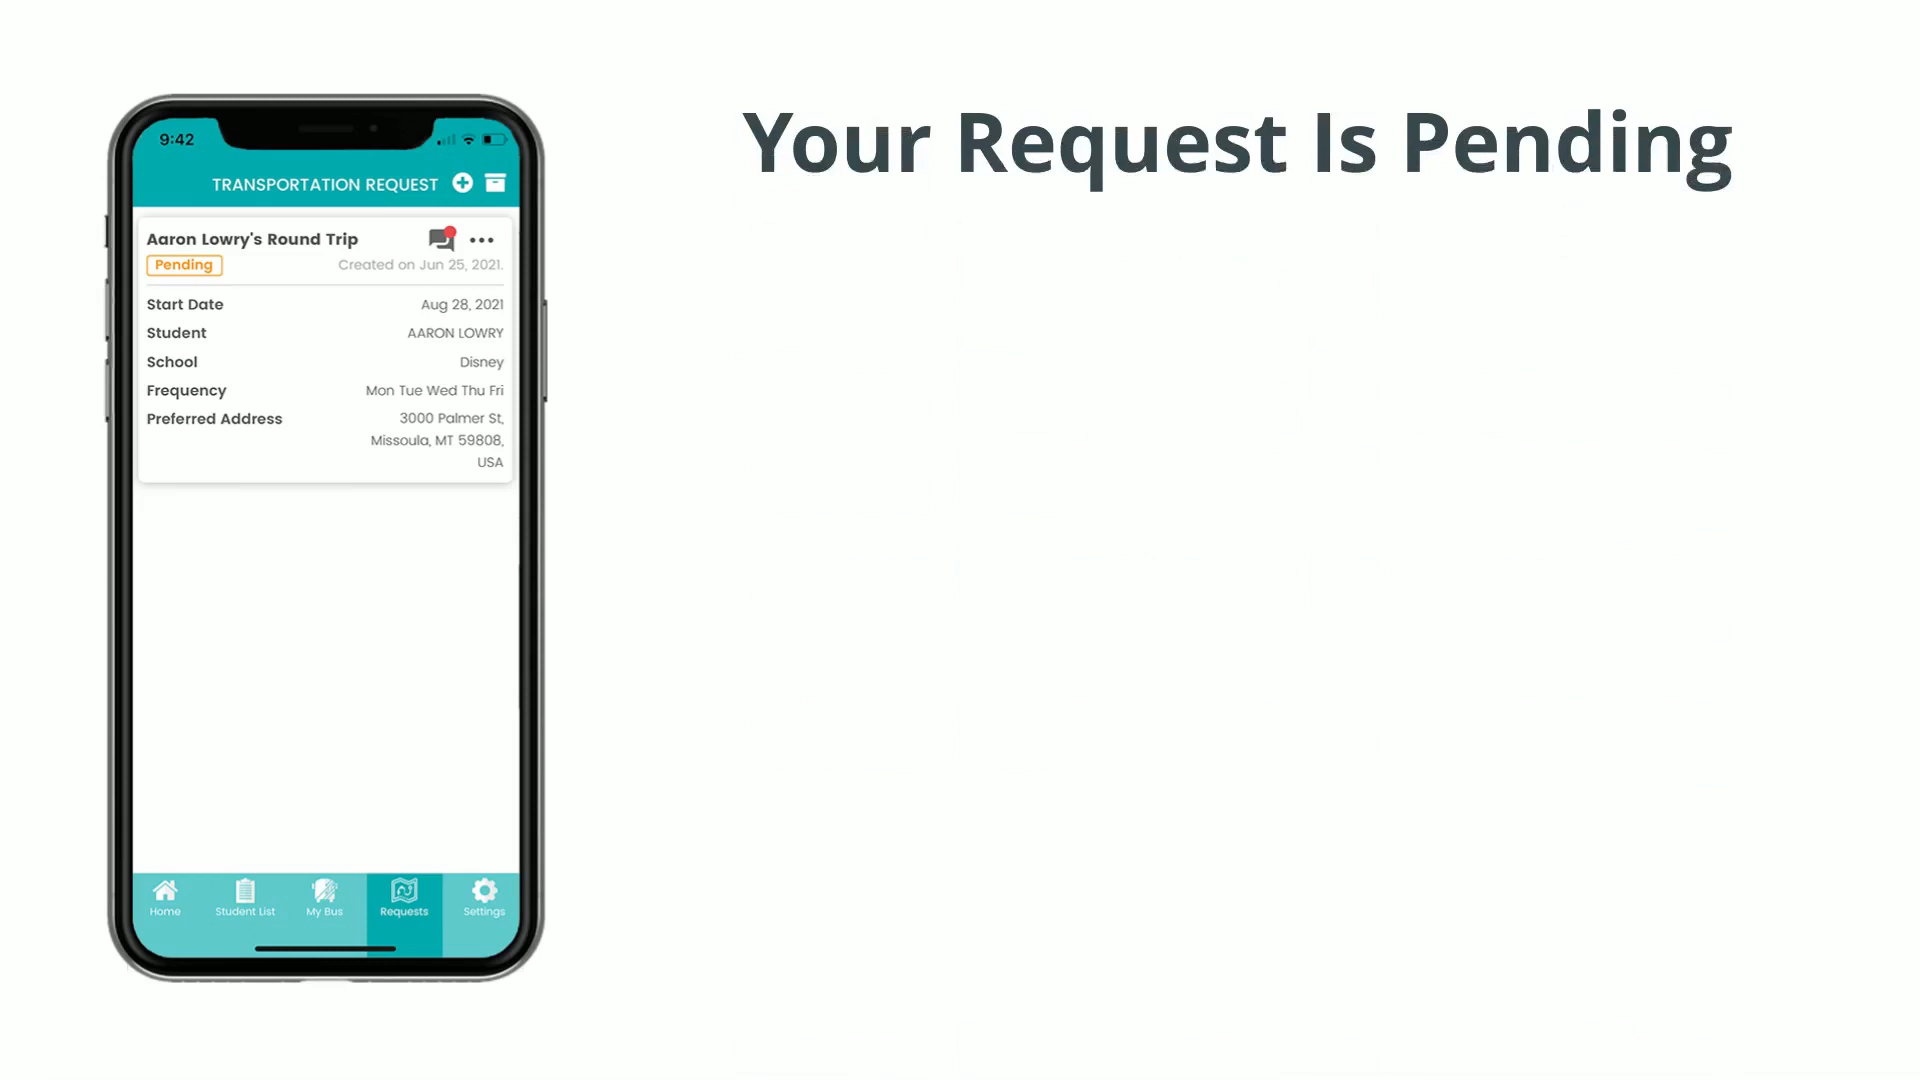 Your Request Is Pending
9:42
TRANSPORTATION REQUEST
Aaron Lowry's Round Trip
Pending
Created on Jun 25, 2021.
Start Date
Aug 28, 2021
Student
AARON LOWRY
School
Disney
Frequency
Mon Tue Wed Thu Fri
Preferred Address
3000 Palmer St,
Missoula, MT 59808,
USA
Home
Student List
My Bus
Requests
Settings